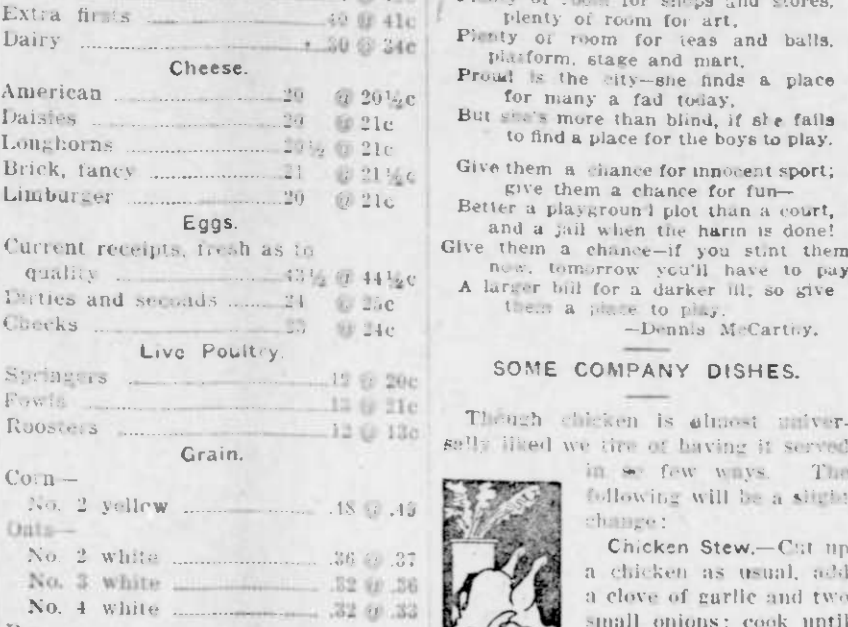 Extra firsts ........ 40 @ 41c
Dairy ........ 30 @ 34c
Cheese.
American ........ 20 @ 20½c
Daisies ........ 20 @ 21c
Longhorns ........ 20½ @ 21c
Brick, fancy ........ 21 @ 21½c
Limburger ........ 20 @ 21c
Eggs.
Current receipts, fresh as to
quality ........ 43½ @ 44½c
Dirties and seconds ........ 24 @ 25c
Checks ........ @ 24c
Live Poultry.
Springers ........ 12 @ 20c
Fowls ........ 13 @ 21c
Roosters ........ 12 @ 13c
Grain.
Corn—
No. 2 yellow ........ .48 @
Oats—
No. 2 white ........ .36 @ .37
No. 3 white ........ .32 @ .36
No. 4 white ........ .32 @ .33
Plenty of room for shops and stores,
plenty of room for art,
Plenty of room for teas and balls,
platform, stage and mart,
Proud is the city—she finds a place
for many a fad today,
But she's more than blind, if she fails
to find a place for the boys to play.
Give them a chance for innocent sport;
give them a chance for fun—
Better a playground plot than a court,
and a jail when the harm is done!
Give them a chance—if you stint them
now, tomorrow you'll have to pay
A larger bill for a darker ill, so give
them a place to play.
—Dennis McCarthy.
SOME COMPANY DISHES.
Though chicken is almost univer-
sally liked we tire of having it served
in so few ways. The
following will be a slight
change:
Chicken Stew.—Cut up
a chicken as usual, add
a clove of garlic and two
small onions; cook until